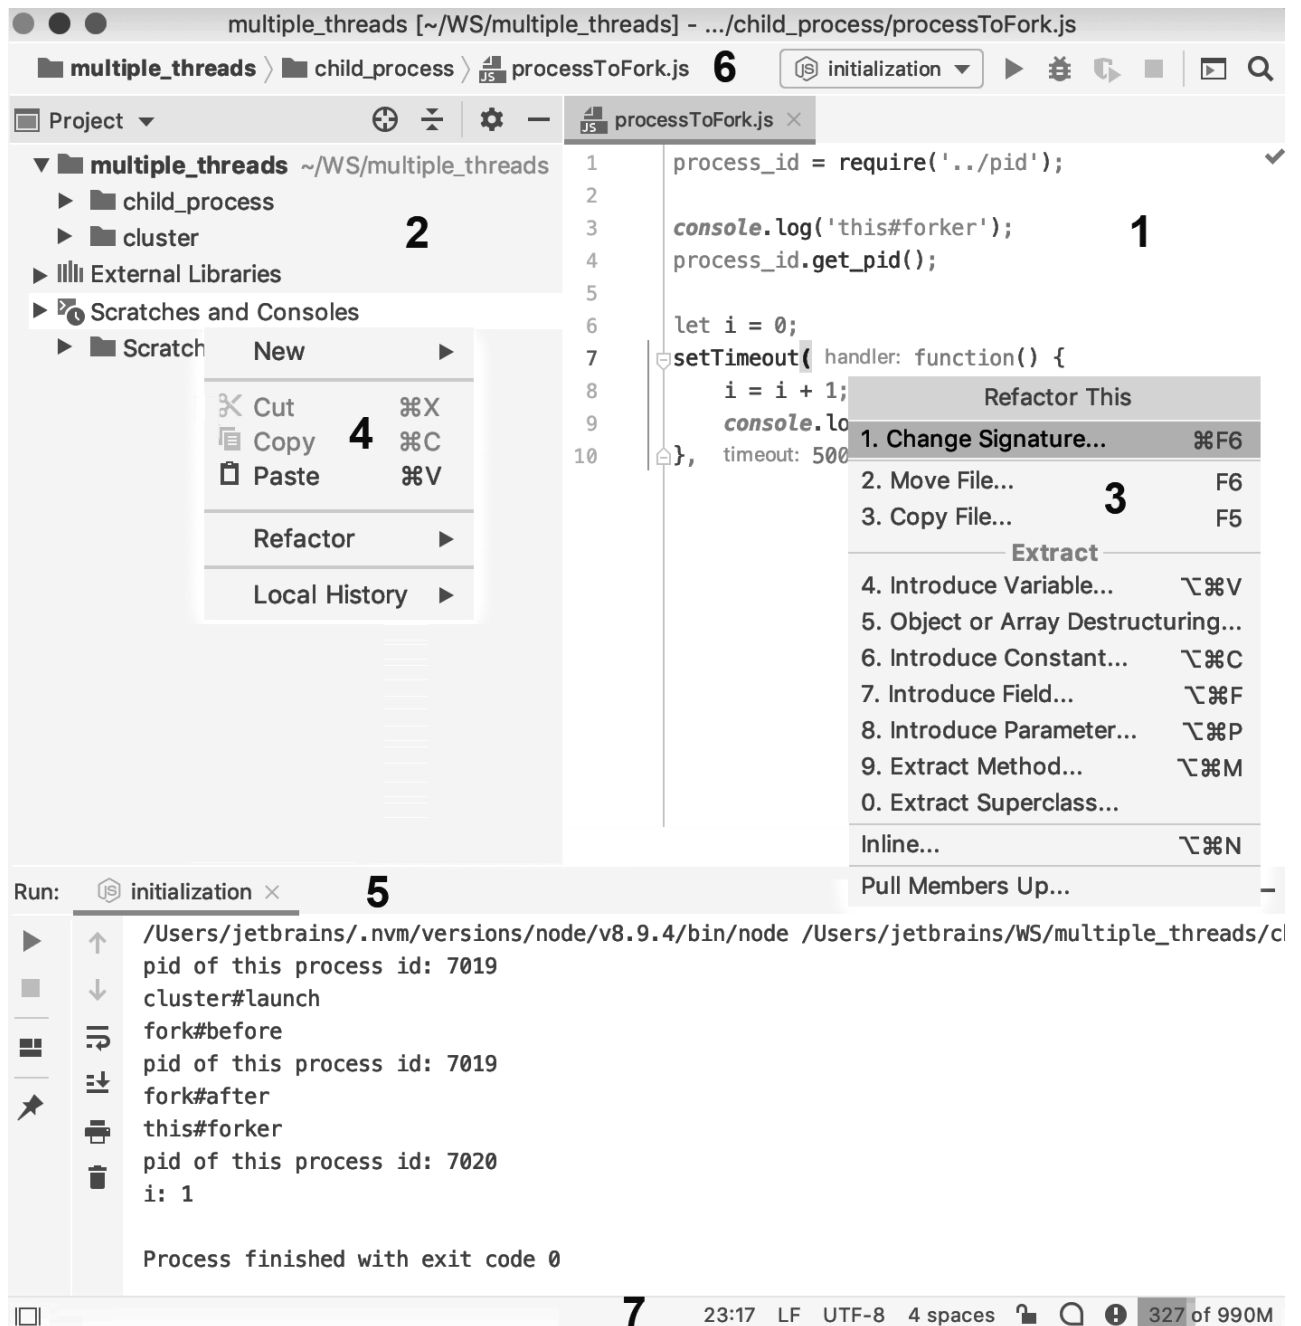 multiple_threads [~/WS/multiple_threads] - .../child_process/processToFork.js
multiple_threads child_process processToFork.js 6 initialization
Project
processToFork.js
multiple_threads ~/WS/multiple_threads
child_process
cluster
2
External Libraries
Scratches and Consoles
Scratch
New
Cut ⌘X
Copy ⌘C
4
Paste ⌘V
Refactor
Local History
1 process_id = require('../pid');
2
3 console.log('this#forker');
1
4 process_id.get_pid();
5
6 let i = 0;
7 setTimeout( handler: function() {
8 i = i + 1;
9 console.lo
10 }, timeout: 500
Refactor This
1. Change Signature... ⌘F6
2. Move File... F6
3
3. Copy File... F5
Extract
4. Introduce Variable... ⌥⌘V
5. Object or Array Destructuring...
6. Introduce Constant... ⌥⌘C
7. Introduce Field... ⌥⌘F
8. Introduce Parameter... ⌥⌘P
9. Extract Method... ⌥⌘M
0. Extract Superclass...
Inline... ⌥⌘N
Pull Members Up...
Run: initialization 5
/Users/jetbrains/.nvm/versions/node/v8.9.4/bin/node /Users/jetbrains/WS/multiple_threads/c
pid of this process id: 7019
cluster#launch
fork#before
pid of this process id: 7019
fork#after
this#forker
pid of this process id: 7020
i: 1
Process finished with exit code 0
7 23:17 LF UTF-8 4 spaces 327 of 990M